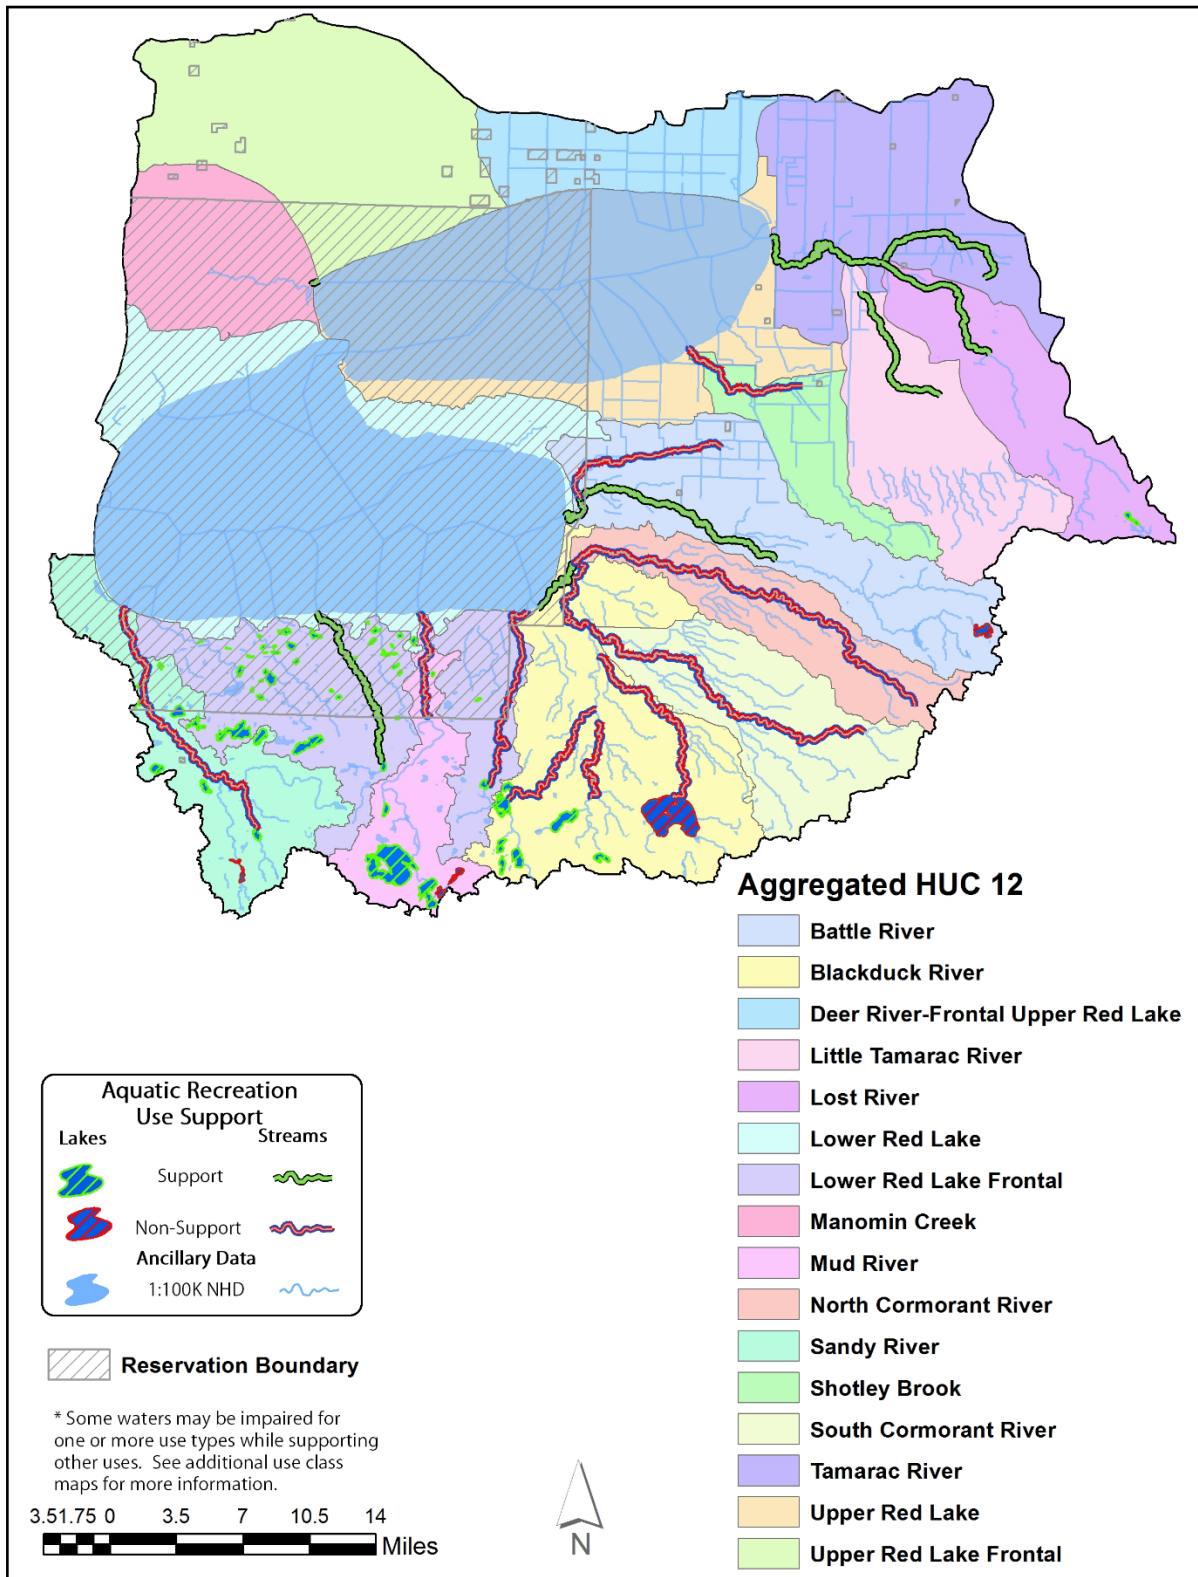 Aggregated HUC 12
Battle River
Blackduck River
Deer River-Frontal Upper Red Lake
Little Tamarac River
Lost River
Lower Red Lake
Lower Red Lake Frontal
Manomin Creek
Mud River
North Cormorant River
Sandy River
Shotley Brook
South Cormorant River
Tamarac River
Upper Red Lake
Upper Red Lake Frontal
Aquatic Recreation
Use Support
Lakes Streams
Support
Non-Support
Ancillary Data
1:100K NHD
Reservation Boundary
* Some waters may be impaired for
one or more use types while supporting
other uses. See additional use class
maps for more information.
3.51.75 0 3.5 7 10.5 14
Miles
N